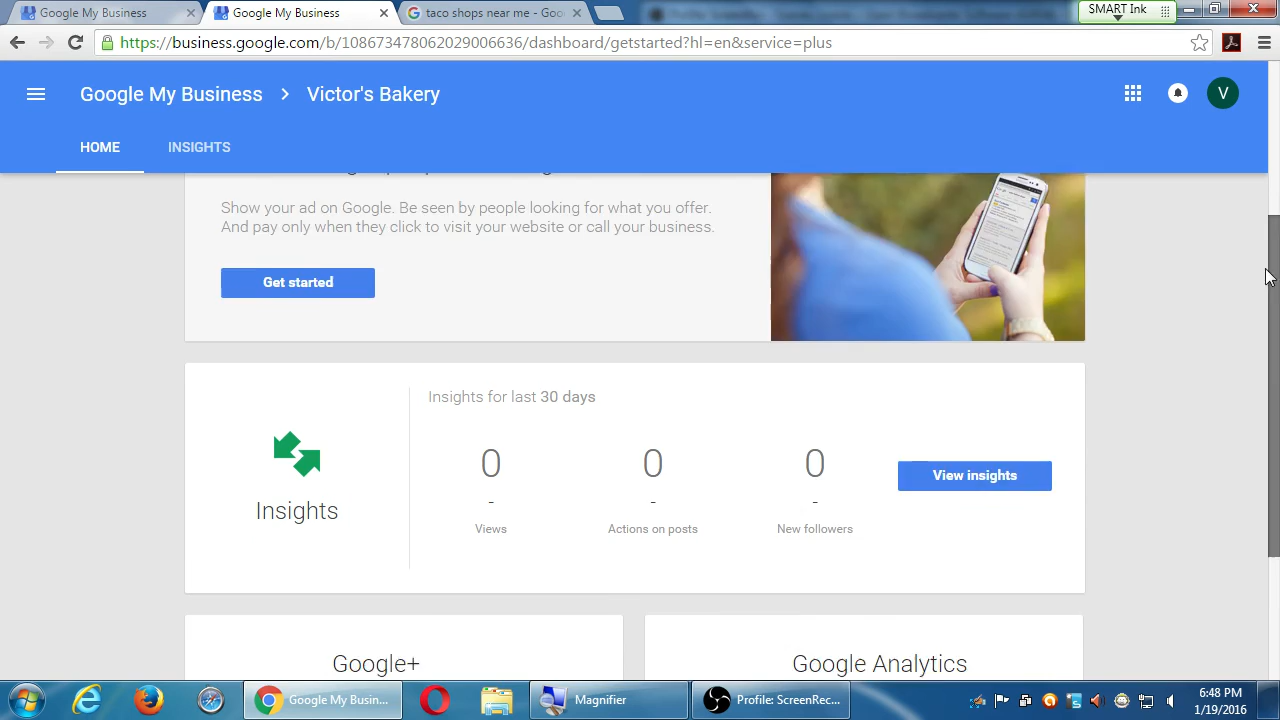 Google My Business
Google My Business
taco shops near me - Goo
SMART Ink
https://business.google.com/b/108673478062029006636/dashboard/getstarted?hl=en&service=plus
Google My Business > Victor's Bakery
V
HOME
INSIGHTS
Show your ad on Google. Be seen by people looking for what you offer.
And pay only when they click to visit your website or call your business.
Get started
Insights for last 30 days
0
0
0
-
-
-
Views
Actions on posts
New followers
View insights
Insights
Google+
Google Analytics
Google My Busin...
Magnifier
Profile: ScreenRec...
6:48 PM
1/19/2016